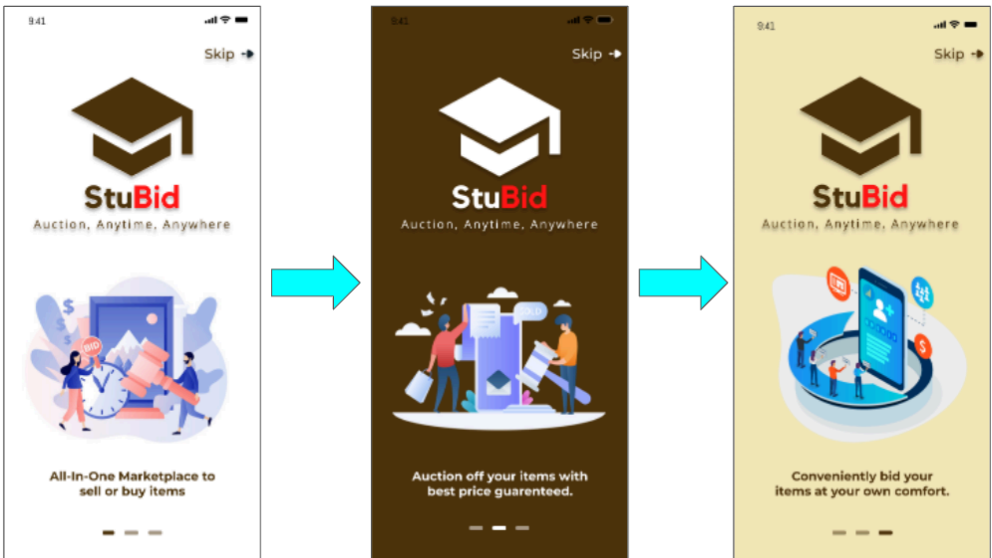 9:41
Skip
StuBid
Auction, Anytime, Anywhere
BID
All-In-One Marketplace to
sell or buy items
9:41
Skip
StuBid
Auction, Anytime, Anywhere
SOLD
Auction off your items with
best price guarenteed.
9:41
Skip
StuBid
Auction, Anytime, Anywhere
Conveniently bid your
items at your own comfort.